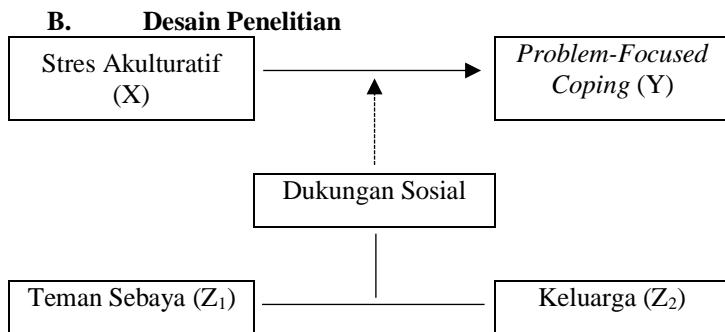 B. Desain Penelitian
Stres Akulturatif
(X)
Problem-Focused
Coping (Y)
Dukungan Sosial
Teman Sebaya (Z₁)
Keluarga (Z₂)